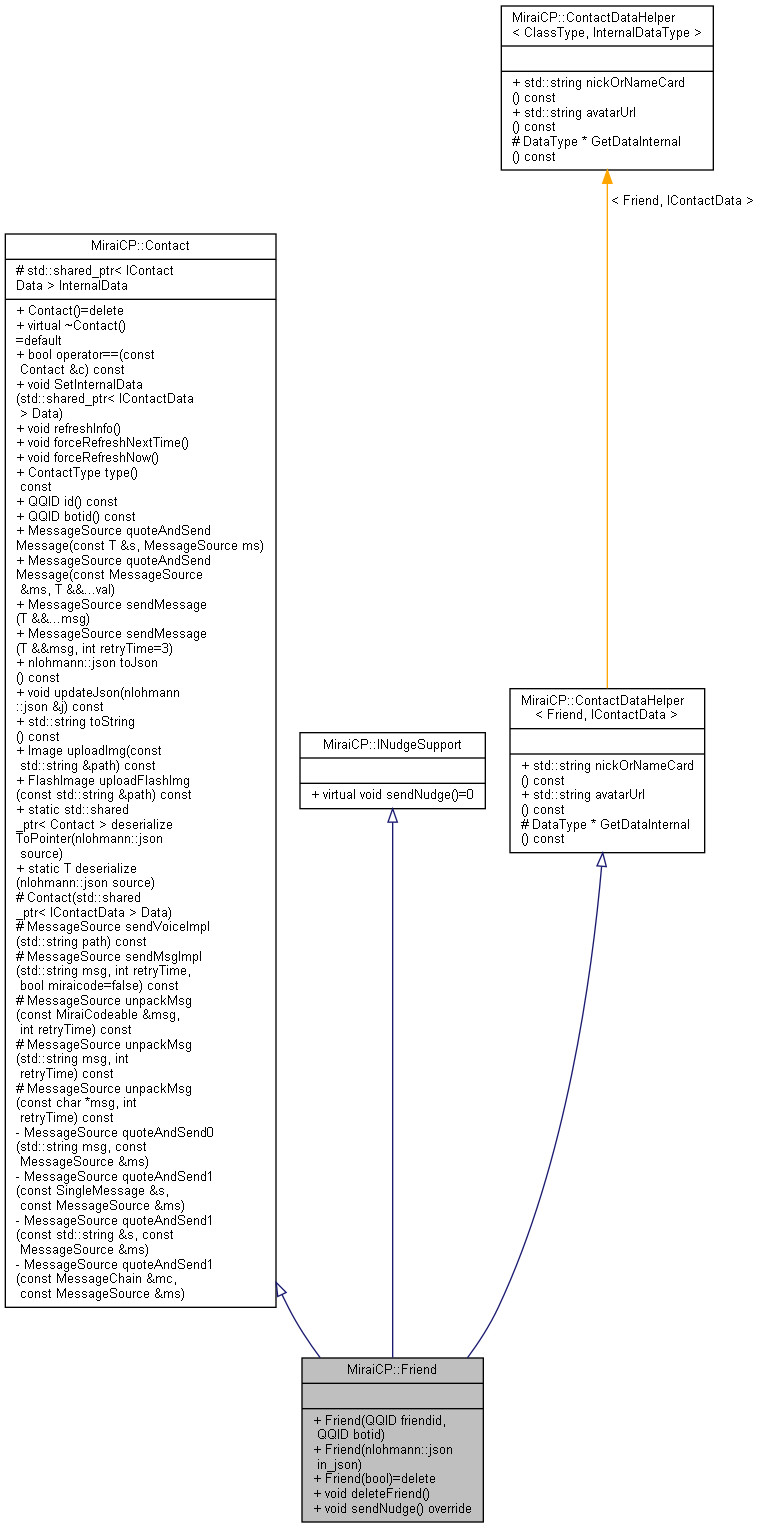 MiraiCP::ContactDataHelper
< ClassType, InternalDataType >
+ std::string nickOrNameCard
() const
+ std::string avatarUrl
() const
# DataType * GetDataInternal
() const
< Friend, IContactData >
MiraiCP::Contact
# std::shared_ptr< IContact
Data > InternalData
+ Contact()=delete
+ virtual ~Contact()
=default
+ bool operator==(const
Contact &c) const
+ void SetInternalData
(std::shared_ptr< IContactData
> Data)
+ void refreshInfo()
+ void forceRefreshNextTime()
+ void forceRefreshNow()
+ ContactType type()
const
+ QQID id() const
+ QQID botid() const
+ MessageSource quoteAndSend
Message(const T &s, MessageSource ms)
+ MessageSource quoteAndSend
Message(const MessageSource
&ms, T &&...val)
+ MessageSource sendMessage
(T &&...msg)
+ MessageSource sendMessage
(T &&msg, int retryTime=3)
+ nlohmann::json toJson
() const
+ void updateJson(nlohmann
::json &j) const
+ std::string toString
() const
+ Image uploadImg(const
std::string &path) const
+ FlashImage uploadFlashImg
(const std::string &path) const
+ static std::shared
_ptr< Contact > deserialize
ToPointer(nlohmann::json
source)
+ static T deserialize
(nlohmann::json source)
# Contact(std::shared
_ptr< IContactData > Data)
# MessageSource sendVoiceImpl
(std::string path) const
# MessageSource sendMsgImpl
(std::string msg, int retryTime,
bool miraicode=false) const
# MessageSource unpackMsg
(const MiraiCodeable &msg,
int retryTime) const
# MessageSource unpackMsg
(std::string msg, int
retryTime) const
# MessageSource unpackMsg
(const char *msg, int
retryTime) const
- MessageSource quoteAndSend0
(std::string msg, const
MessageSource &ms)
- MessageSource quoteAndSend1
(const SingleMessage &s,
const MessageSource &ms)
- MessageSource quoteAndSend1
(const std::string &s, const
MessageSource &ms)
- MessageSource quoteAndSend1
(const MessageChain &mc,
const MessageSource &ms)
MiraiCP::INudgeSupport
+ virtual void sendNudge()=0
MiraiCP::ContactDataHelper
< Friend, IContactData >
+ std::string nickOrNameCard
() const
+ std::string avatarUrl
() const
# DataType * GetDataInternal
() const
MiraiCP::Friend
+ Friend(QQID friendid,
QQID botid)
+ Friend(nlohmann::json
in_json)
+ Friend(bool)=delete
+ void deleteFriend()
+ void sendNudge() override